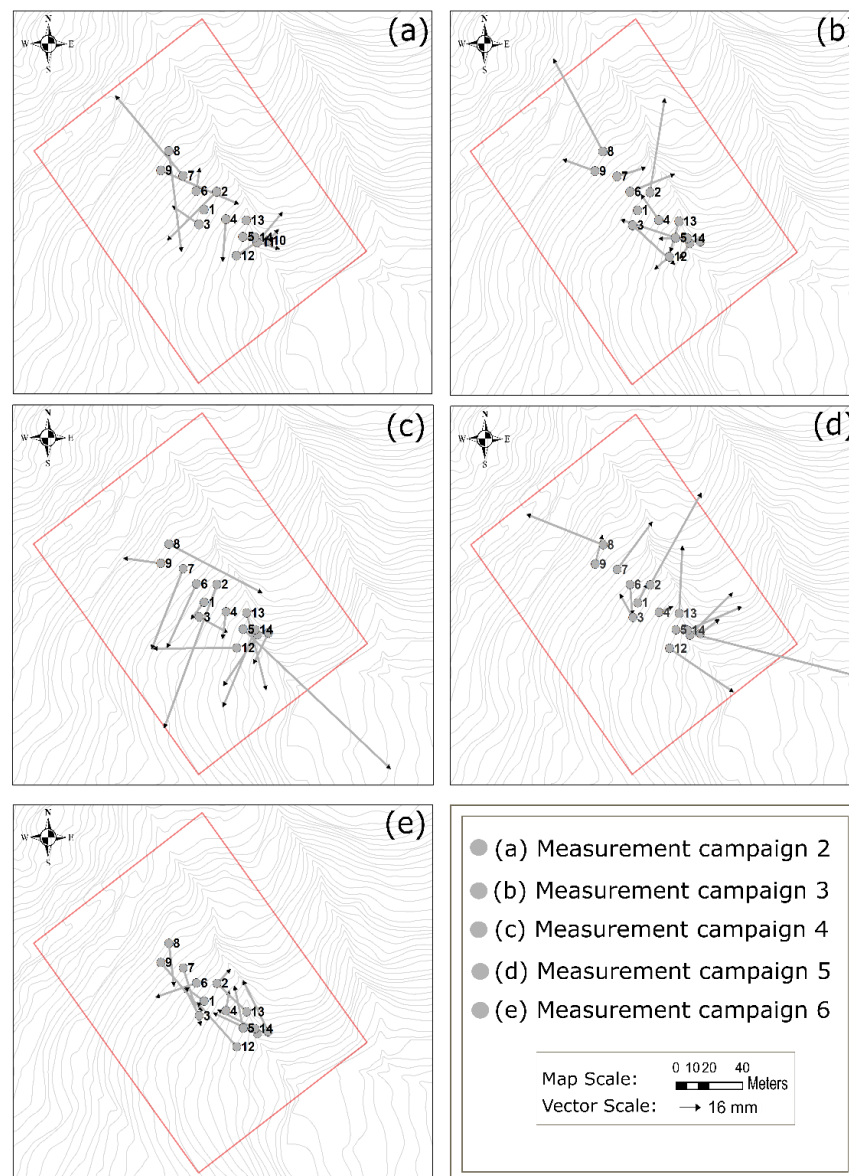 (a)
N
W E
S
8
9 7
6 2
1
3 4 13
5 14 11 10
12
(b)
N
W E
S
8
9 7
6 2
1
3 4 13
5 14
12
(c)
N
W E
S
8
9 7
6 2
1
3 4 13
5 14
12
(d)
N
W E
S
8
9 7
6 2
1
3 4 13
5 14
12
(e)
N
W E
S
8
9 7
6 2
1
3 4 13
5 14
12
(a) Measurement campaign 2
(b) Measurement campaign 3
(c) Measurement campaign 4
(d) Measurement campaign 5
(e) Measurement campaign 6
0 10 20 40
Map Scale: Meters
Vector Scale: 16 mm